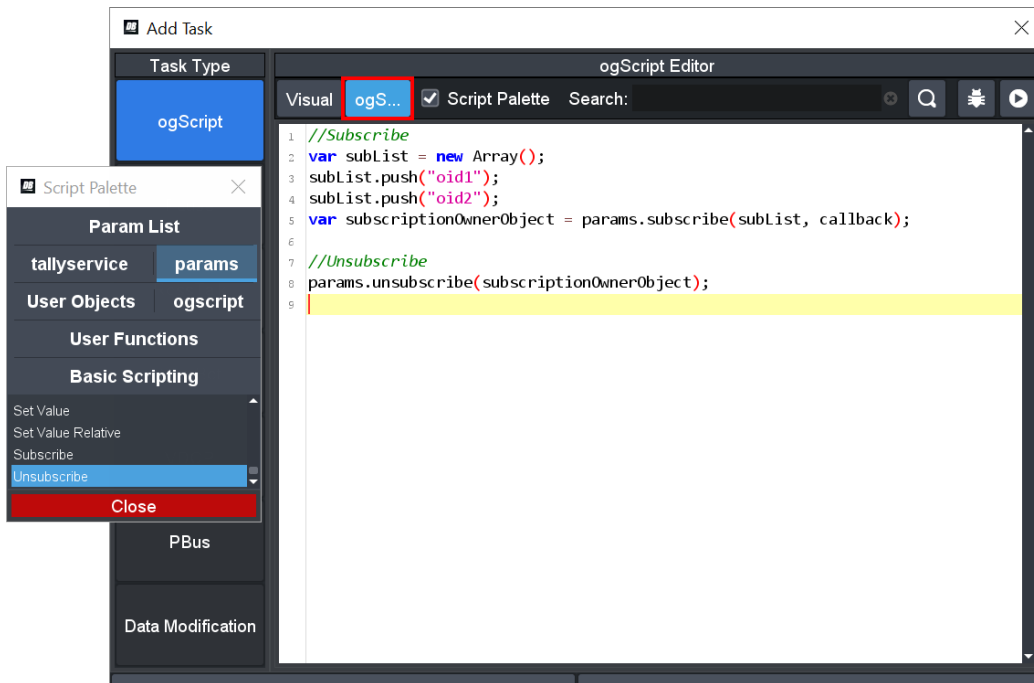 Add Task
Task Type
ogScript Editor
Visual
ogS...
Script Palette
Search:
ogScript
1 //Subscribe
2 var subList = new Array();
3 subList.push("oid1");
4 subList.push("oid2");
5 var subscriptionOwnerObject = params.subscribe(subList, callback);
6
7 //Unsubscribe
8 params.unsubscribe(subscriptionOwnerObject);
9
Script Palette
Param List
tallyservice params
User Objects ogscript
User Functions
Basic Scripting
Set Value
Set Value Relative
Subscribe
Unsubscribe
Close
PBus
Data Modification